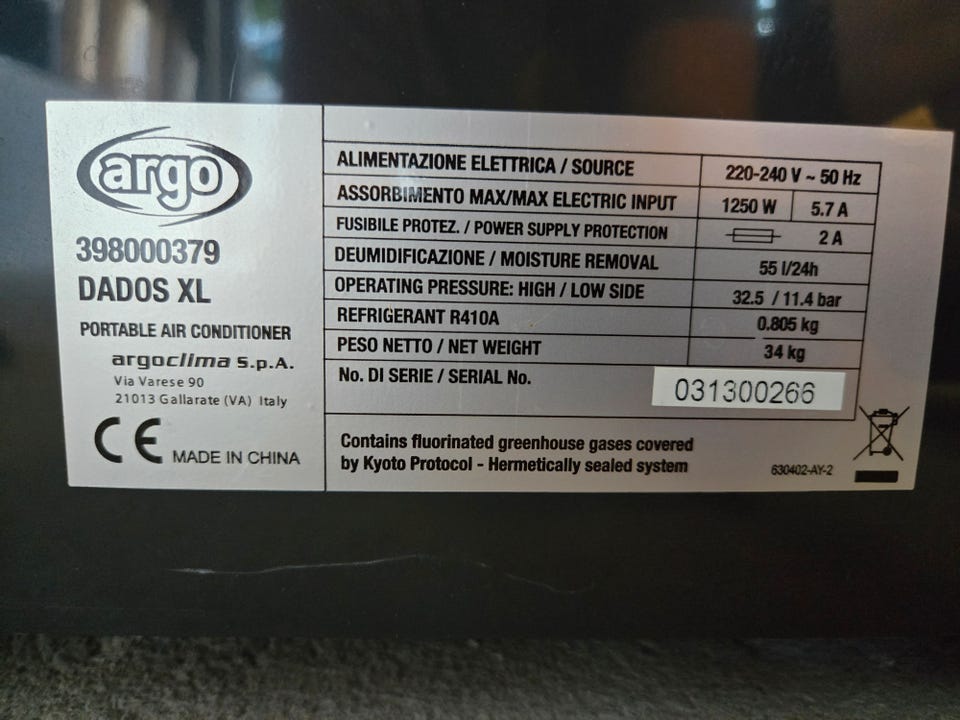 argo
398000379
DADOS XL
PORTABLE AIR CONDITIONER
argoclima S.p.A.
Via Varese 90
21013 Gallarate (VA) Italy
CE MADE IN CHINA
ALIMENTAZIONE ELETTRICA / SOURCE 220-240 V ~ 50 Hz
ASSORBIMENTO MAX/MAX ELECTRIC INPUT 1250 W 5.7 A
FUSIBILE PROTEZ. / POWER SUPPLY PROTECTION 2 A
DEUMIDIFICAZIONE / MOISTURE REMOVAL 55 l/24h
OPERATING PRESSURE: HIGH / LOW SIDE 32.5 / 11.4 bar
REFRIGERANT R410A 0.805 kg
PESO NETTO / NET WEIGHT 34 kg
No. DI SERIE / SERIAL No. 031300266
Contains fluorinated greenhouse gases covered
by Kyoto Protocol - Hermetically sealed system
630402-AY-2